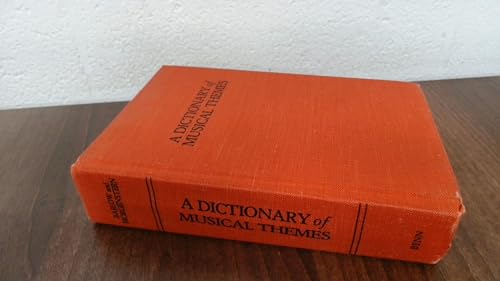 A DICTIONARY of
MUSICAL THEMES
BARLOW and
MORGENSTERN
A DICTIONARY of
MUSICAL THEMES
BENN